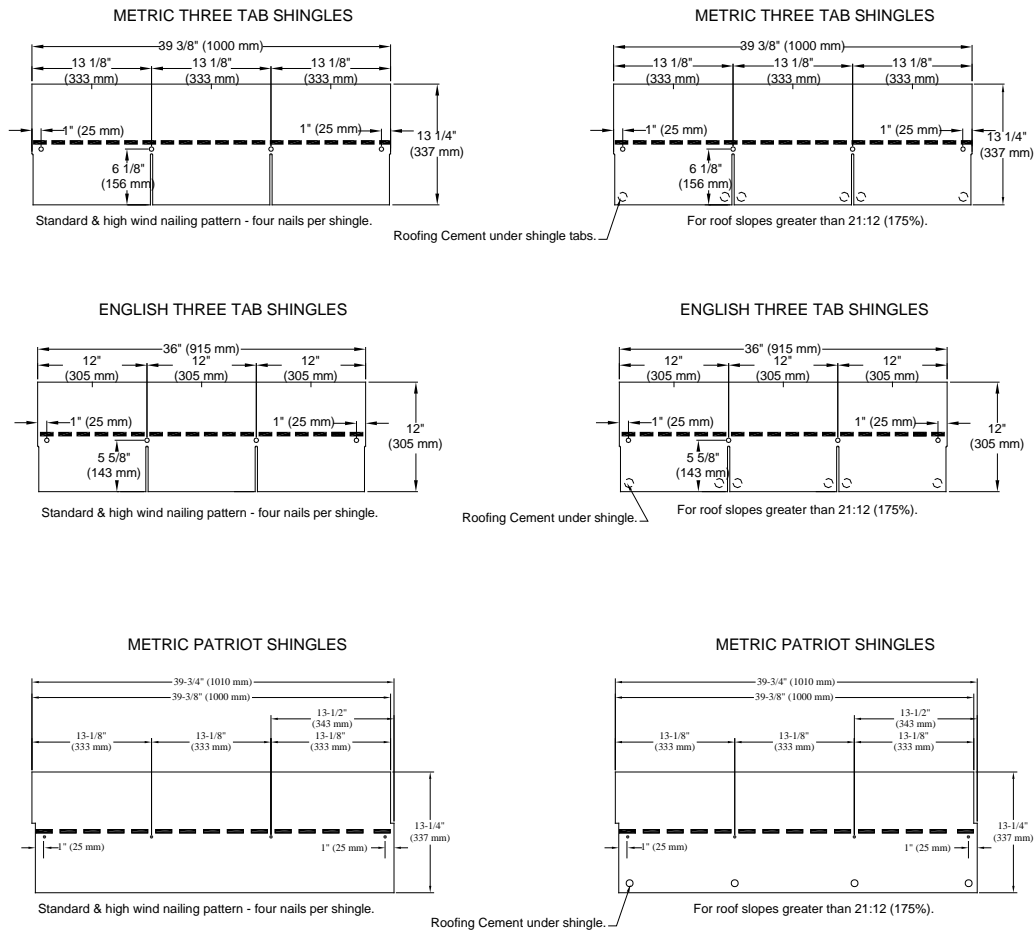 METRIC THREE TAB SHINGLES
39 3/8" (1000 mm)
13 1/8" 13 1/8" 13 1/8"
(333 mm) (333 mm) (333 mm)
1" (25 mm) 1" (25 mm)
13 1/4"
(337 mm)
6 1/8"
(156 mm)
Standard & high wind nailing pattern - four nails per shingle.
METRIC THREE TAB SHINGLES
39 3/8" (1000 mm)
13 1/8" 13 1/8" 13 1/8"
(333 mm) (333 mm) (333 mm)
1" (25 mm) 1" (25 mm)
13 1/4"
(337 mm)
6 1/8"
(156 mm)
For roof slopes greater than 21:12 (175%).
Roofing Cement under shingle tabs.
ENGLISH THREE TAB SHINGLES
36" (915 mm)
12" 12" 12"
(305 mm) (305 mm) (305 mm)
1" (25 mm) 1" (25 mm)
12"
(305 mm)
5 5/8"
(143 mm)
Standard & high wind nailing pattern - four nails per shingle.
ENGLISH THREE TAB SHINGLES
36" (915 mm)
12" 12" 12"
(305 mm) (305 mm) (305 mm)
1" (25 mm) 1" (25 mm)
12"
(305 mm)
5 5/8"
(143 mm)
For roof slopes greater than 21:12 (175%).
Roofing Cement under shingle.
METRIC PATRIOT SHINGLES
39-3/4" (1010 mm)
39-3/8" (1000 mm)
13-1/2"
(343 mm)
13-1/8" 13-1/8" 13-1/8"
(333 mm) (333 mm) (333 mm)
13-1/4"
(337 mm)
1" (25 mm) 1" (25 mm)
Standard & high wind nailing pattern - four nails per shingle.
METRIC PATRIOT SHINGLES
39-3/4" (1010 mm)
39-3/8" (1000 mm)
13-1/2"
(343 mm)
13-1/8" 13-1/8" 13-1/8"
(333 mm) (333 mm) (333 mm)
13-1/4"
(337 mm)
1" (25 mm) 1" (25 mm)
For roof slopes greater than 21:12 (175%).
Roofing Cement under shingle.